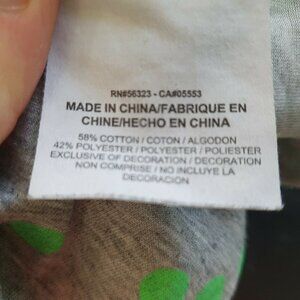 RN#56323 - CA#05553
MADE IN CHINA/FABRIQUE EN
CHINE/HECHO EN CHINA
58% COTTON / COTON / ALGODON
42% POLYESTER / POLYESTER / POLIESTER
EXCLUSIVE OF DECORATION / DECORATION
NON COMPRISE / NO INCLUYE LA
DECORACIÓN